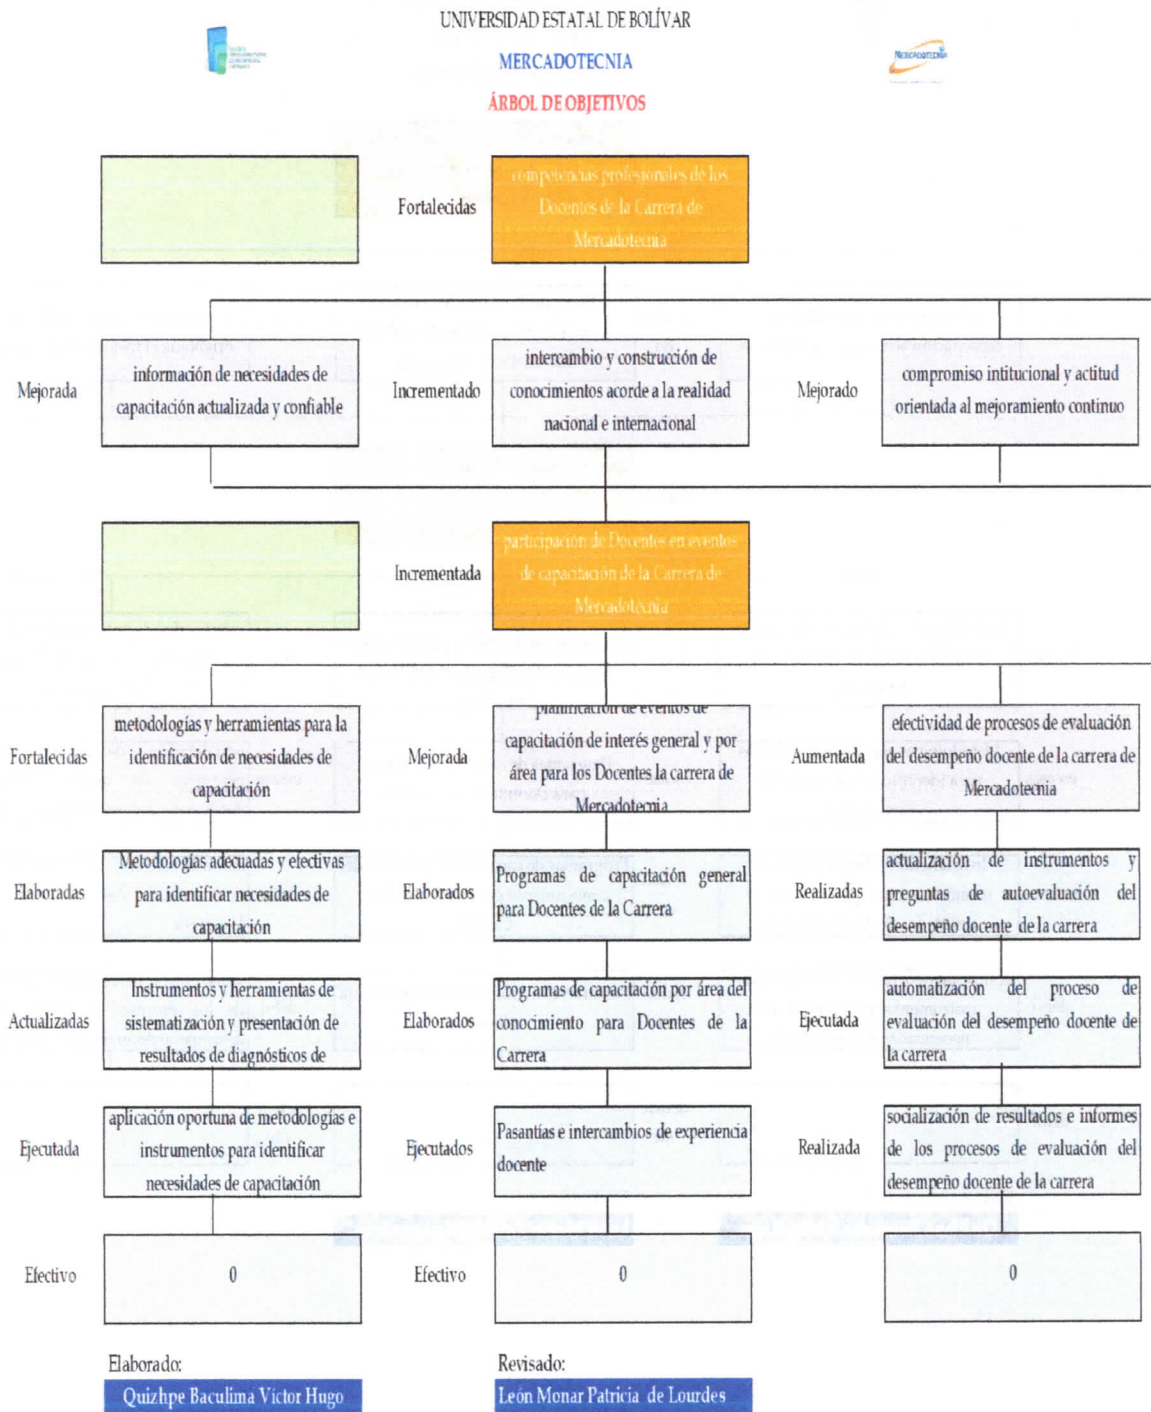 UNIVERSIDAD ESTATAL DE BOLÍVAR
MERCADOTECNIA
MERCADOTECNIA
ÁRBOL DE OBJETIVOS
Fortalecidas
competencias profesionales de los
Docentes de la Carrera de
Mercadotecnia
Mejorada
información de necesidades de
capacitación actualizada y confiable
Incrementado
intercambio y construcción de
conocimientos acorde a la realidad
nacional e internacional
Mejorado
compromiso intitucional y actitud
orientada al mejoramiento continuo
Incrementada
participación de Docentes en eventos
de capacitación de la Carrera de
Mercadotecnia
Fortalecidas
metodologías y herramientas para la
identificación de necesidades de
capacitación
Mejorada
planificación de eventos de
capacitación de interés general y por
área para los Docentes la carrera de
Mercadotecnia
Aumentada
efectividad de procesos de evaluación
del desempeño docente de la carrera de
Mercadotecnia
Elaboradas
Metodologías adecuadas y efectivas
para identificar necesidades de
capacitación
Elaborados
Programas de capacitación general
para Docentes de la Carrera
Realizadas
actualización de instrumentos y
preguntas de autoevaluación del
desempeño docente de la carrera
Actualizadas
Instrumentos y herramientas de
sistematización y presentación de
resultados de diagnósticos de
Elaborados
Programas de capacitación por área del
conocimiento para Docentes de la
Carrera
Ejecutada
automatización del proceso de
evaluación del desempeño docente de
la carrera
Ejecutada
aplicación oportuna de metodologías e
instrumentos para identificar
necesidades de capacitación
Ejecutados
Pasantías e intercambios de experiencia
docente
Realizada
socialización de resultados e informes
de los procesos de evaluación del
desempeño docente de la carrera
Efectivo
0
Efectivo
0
0
Elaborado:
Quizhpe Baculima Víctor Hugo
Revisado:
León Monar Patricia de Lourdes